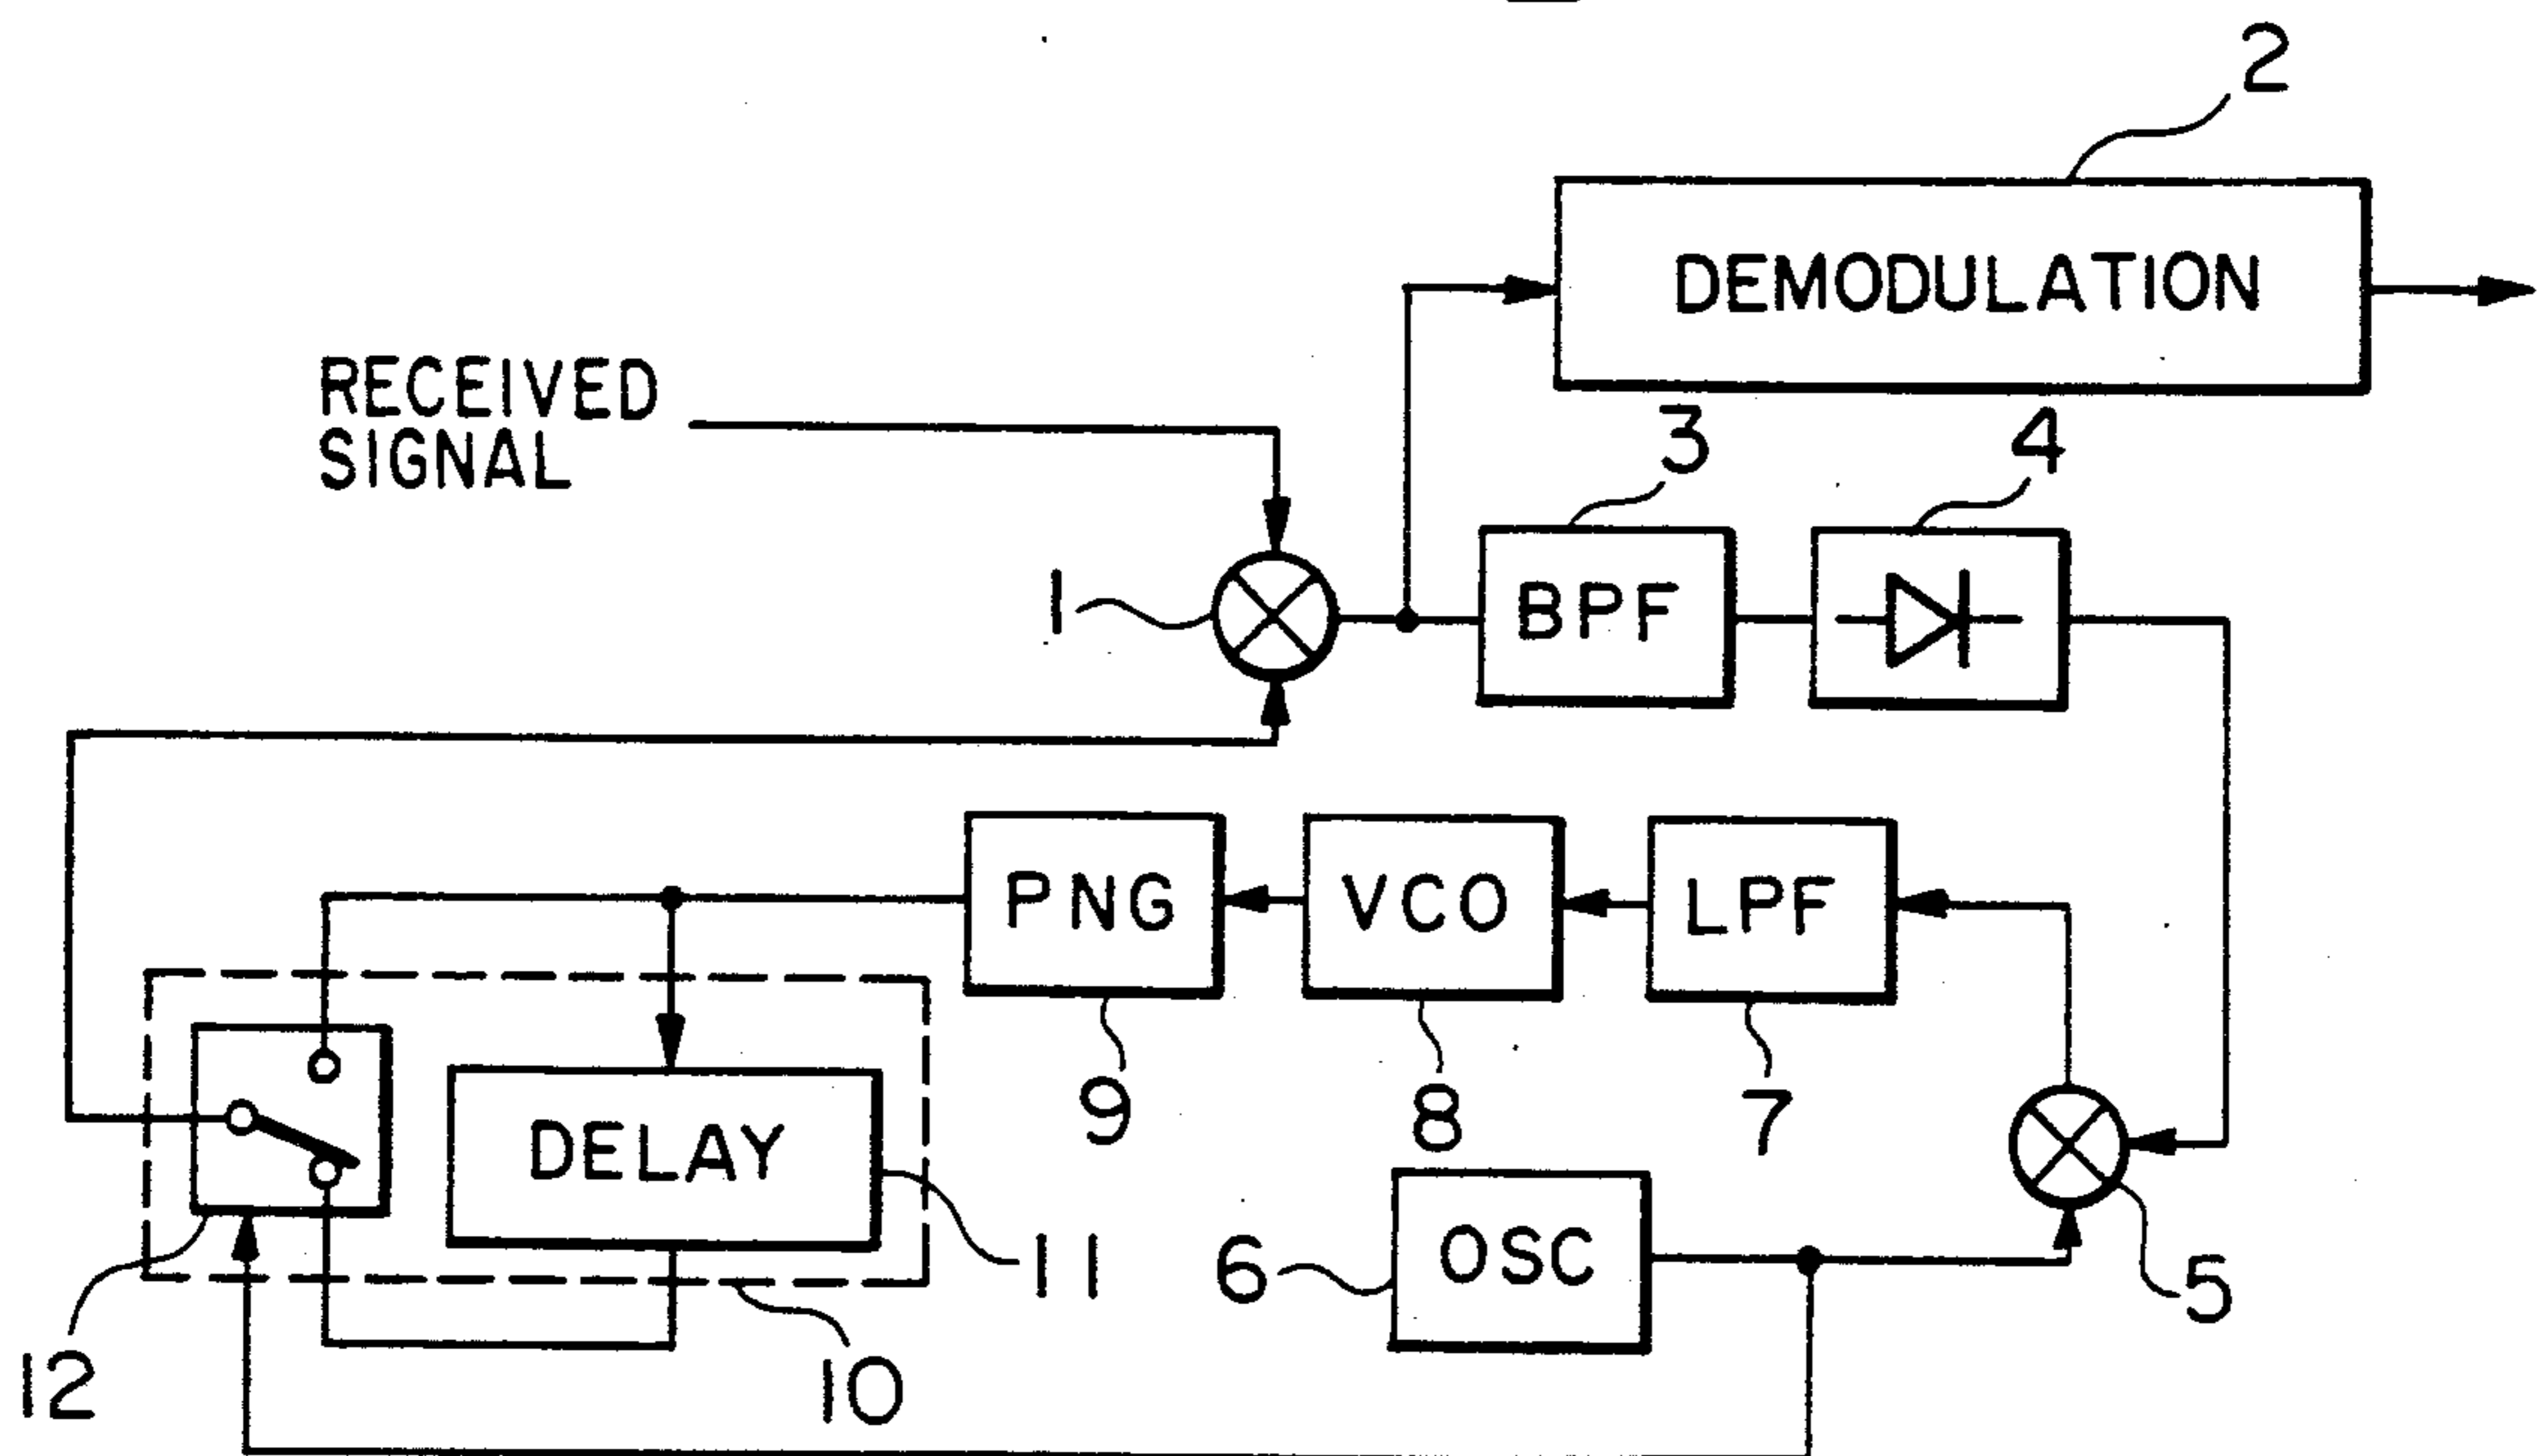 2
DEMODULATION
RECEIVED
SIGNAL
3
4
1
BPF
PNG
VCO
LPF
9
8
7
DELAY
11
6
OSC
5
12
10